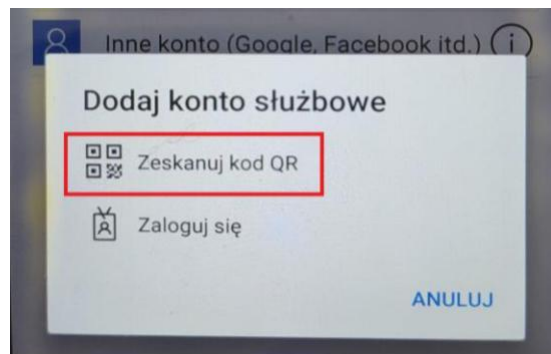 Inne konto (Google, Facebook itd.)
Dodaj konto służbowe
Zeskanuj kod QR
Zaloguj się
ANULUJ